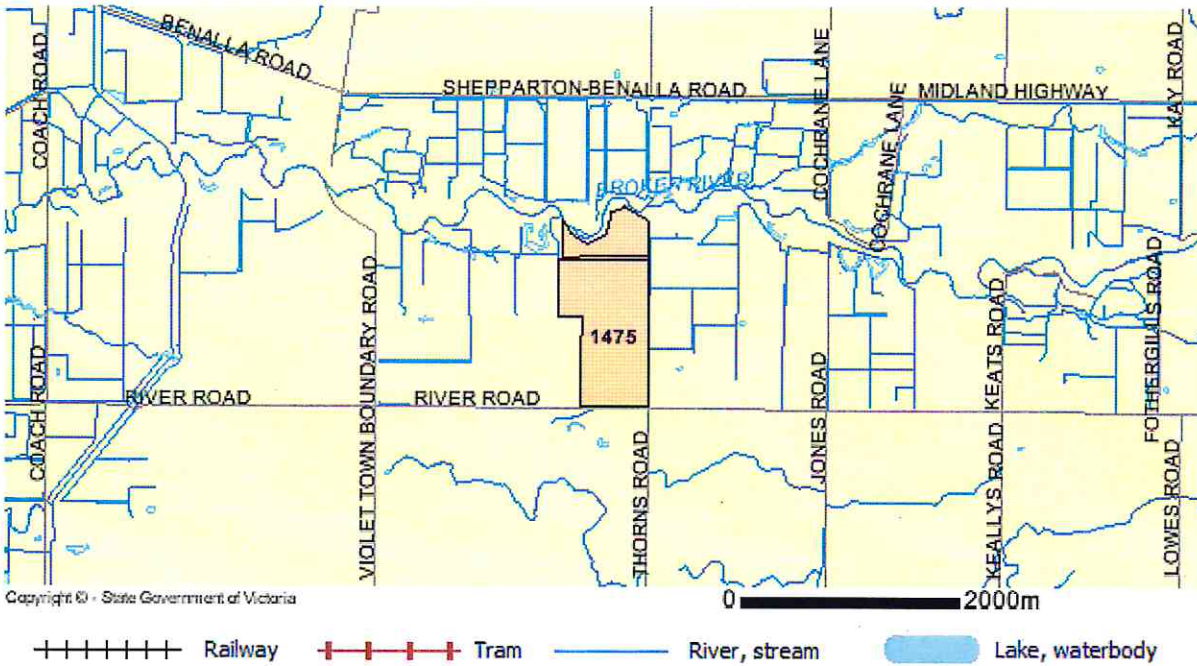 BENALLA ROAD
COACH ROAD
SHEPPARTON-BENALLA ROAD
COCHRANE LANE
MIDLAND HIGHWAY
KAY ROAD
COCHRANE LANE
BROKEN RIVER
VIOLET TOWN BOUNDARY ROAD
1475
KEATS ROAD
FOTHERGILLS ROAD
COACH ROAD
RIVER ROAD
RIVER ROAD
JONES ROAD
THORNS ROAD
KEALLYS ROAD
LOWES ROAD
Copyright © - State Government of Victoria
0 2000m
Railway Tram River, stream Lake, waterbody